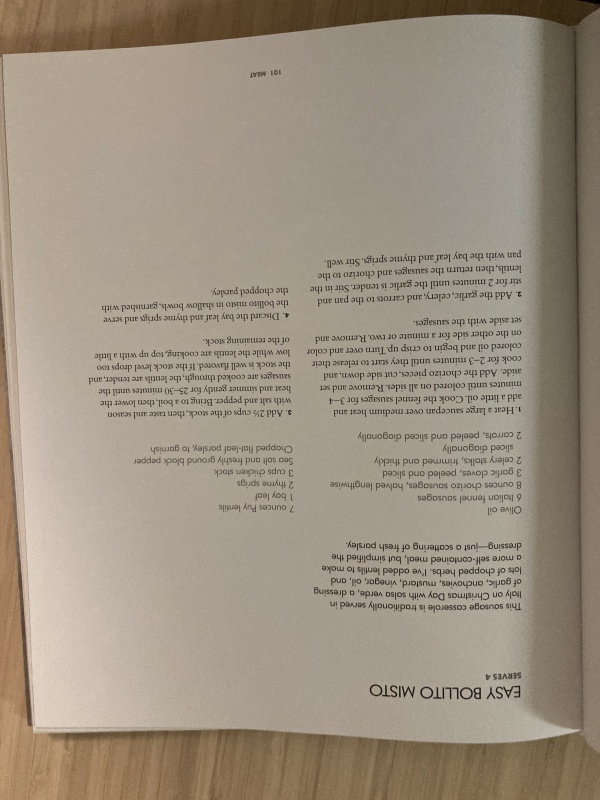 EASY BOLLITO MISTO
SERVES 4
This sausage casserole is traditionally served in
Italy on Christmas Day with salsa verde, a dressing
of garlic, anchovies, mustard, vinegar, oil, and
lots of chopped herbs. I've added lentils to make
a more self-contained meat, but simplified the
dressing—just a scattering of fresh parsley.
Olive oil
6 Italian fennel sausages
8 ounces chorizo sausages, halved lengthwise
3 garlic cloves, peeled and sliced
2 celery stalks, trimmed and thickly
sliced diagonally
2 carrots, peeled and sliced diagonally
7 ounces Puy lentils
1 bay leaf
2 thyme sprigs
3 cups chicken stock
Sea salt and freshly ground black pepper
Chopped flat-leaf parsley, to garnish
1. Heat a large saucepan over medium heat and
add a little oil. Cook the fennel sausages for 3–4
minutes until colored on all sides. Remove and set
aside. Add the chorizo pieces, cut side down, and
cook for 2–3 minutes until they start to release their
colored oil and begin to crisp up. Turn over and color
on the other side for a minute or two. Remove and
set aside with the sausages.
2. Add the garlic, celery, and carrots to the pan and
stir for 2 minutes until the garlic is tender. Stir in the
lentils, then return the sausages and chorizo to the
pan with the bay leaf and thyme sprigs. Stir well.
3. Add 2½ cups of the stock, then taste and season
with salt and pepper. Bring to a boil, then lower the
heat and simmer gently for 25–30 minutes until the
sausages are cooked through, the lentils are tender, and
the stock is well flavored. If the stock level drops too
low while the lentils are cooking, top up with a little
of the remaining stock.
4. Discard the bay leaf and thyme sprigs and serve
the bollito misto in shallow bowls, garnished with
the chopped parsley.
101 MEAT